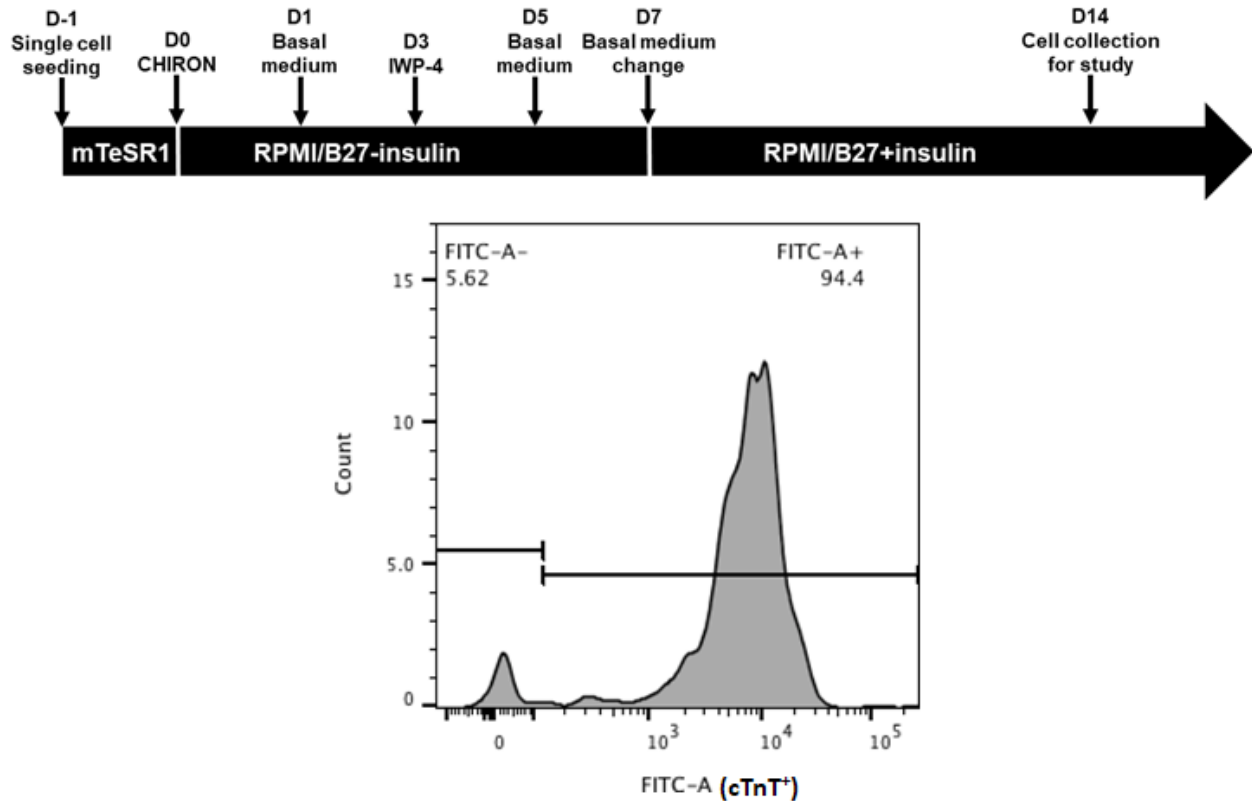 D-1
Single cell
seeding
D0
CHIRON
D1
Basal
medium
D3
IWP-4
D5
Basal
medium
D7
Basal medium
change
D14
Cell collection
for study
mTeSR1
RPMI/B27-insulin
RPMI/B27+insulin
FITC-A-
5.62
FITC-A+
94.4
15
10
5.0
0
Count
0
10³
10⁴
10⁵
FITC-A (cTnT⁺)